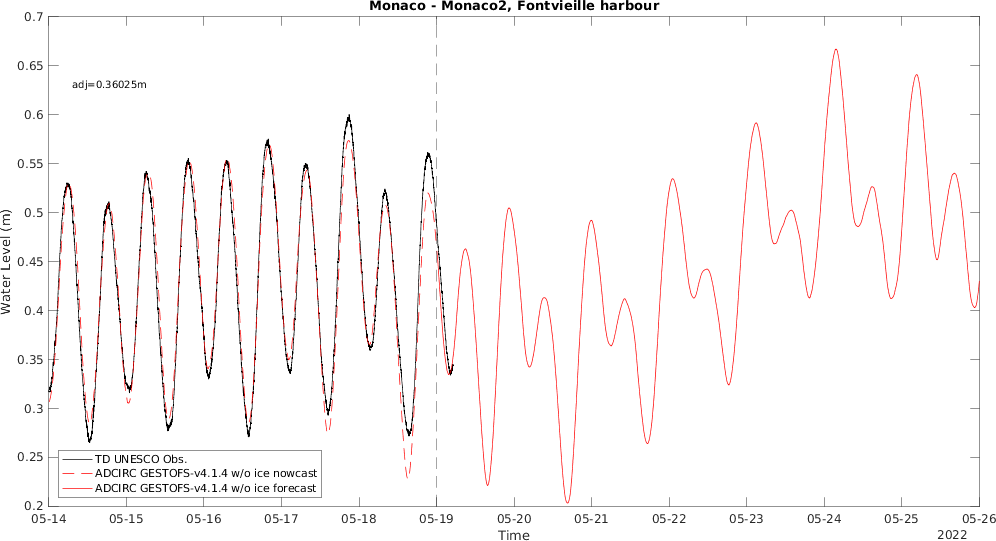 Monaco - Monaco2, Fontvieille harbour
0.7
0.65
adj=0.36025m
0.6
0.55
0.5
0.45
0.4
0.35
0.3
0.25
0.2
Water Level (m)
TD UNESCO Obs.
ADCIRC GESTOFS-v4.1.4 w/o ice nowcast
ADCIRC GESTOFS-v4.1.4 w/o ice forecast
05-14 05-15 05-16 05-17 05-18 05-19 05-20 05-21 05-22 05-23 05-24 05-25 05-26
Time
2022